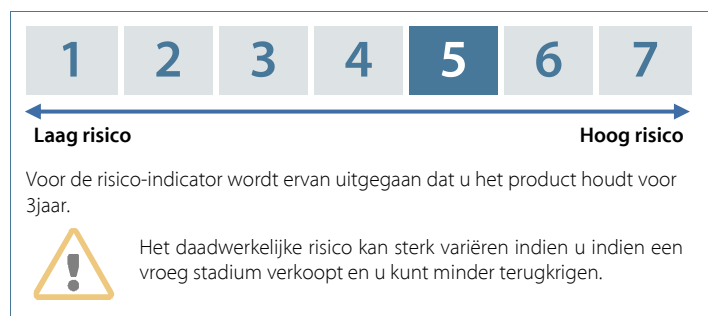 1 2 3 4 5 6 7
Laag risico Hoog risico
Voor de risico-indicator wordt ervan uitgegaan dat u het product houdt voor
3jaar.
Het daadwerkelijke risico kan sterk variëren indien u indien een
vroeg stadium verkoopt en u kunt minder terugkrigen.